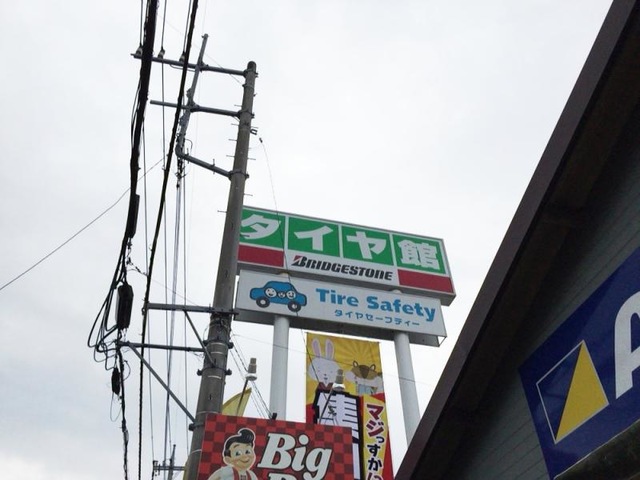 タイヤ館
BRIDGESTONE
Tire Safety
タイヤセーフティー
マジっすか
Big